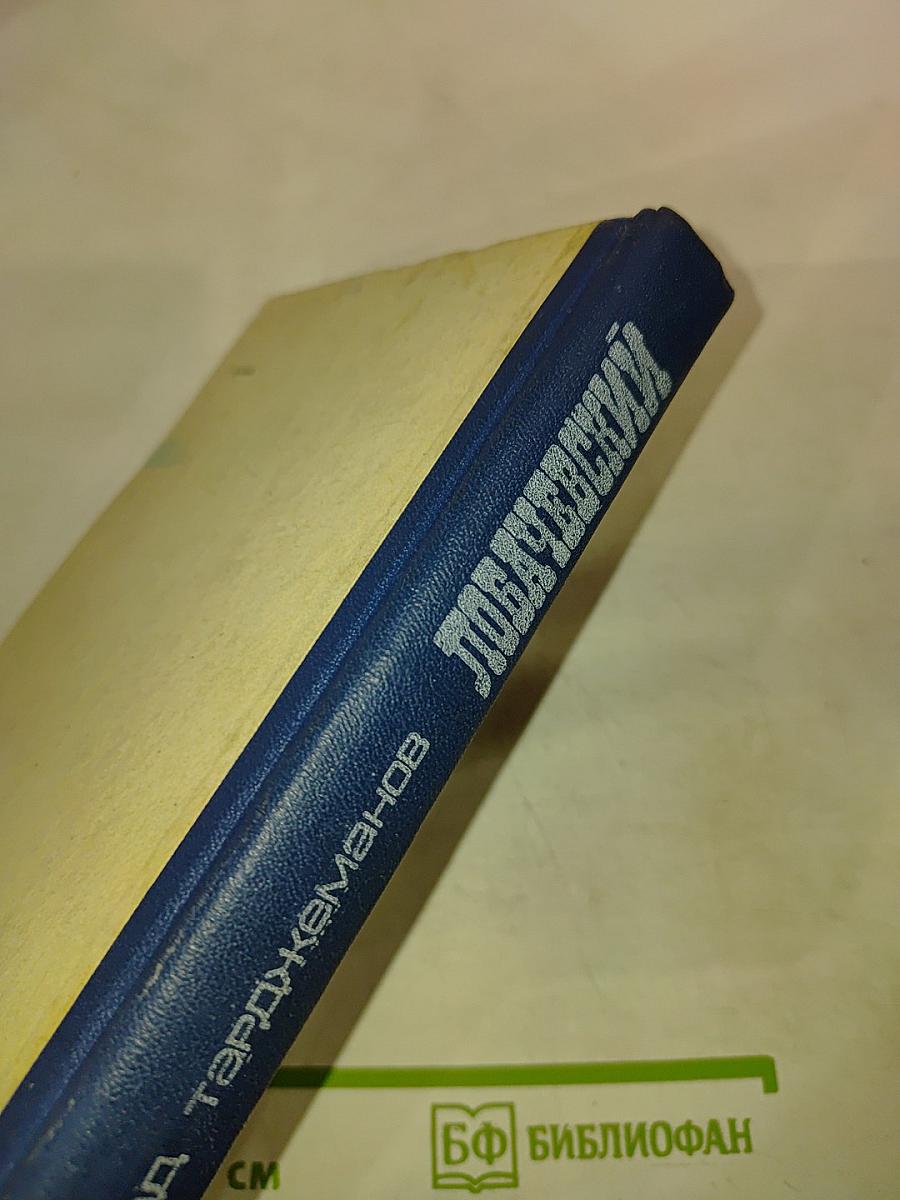 ЛОБАЧЕВСКИЙ
тарджеманов
см
БФ БИБЛИОФАН